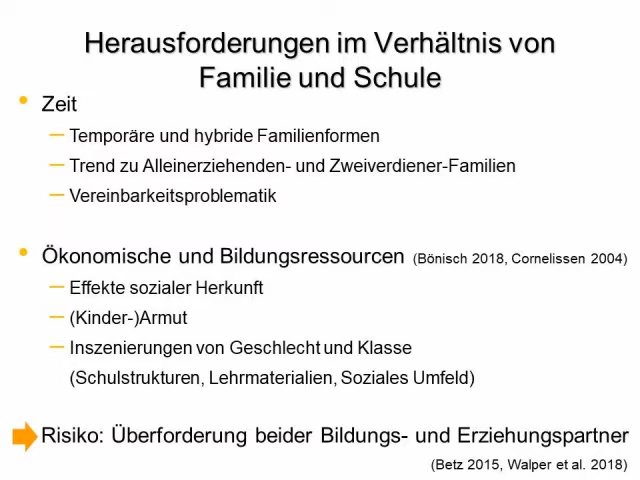 Herausforderungen im Verhältnis von
Familie und Schule
• Zeit
– Temporäre und hybride Familienformen
– Trend zu Alleinerziehenden- und Zweiverdiener-Familien
– Vereinbarkeitsproblematik
• Ökonomische und Bildungsressourcen (Bönisch 2018, Cornelissen 2004)
– Effekte sozialer Herkunft
– (Kinder-)Armut
– Inszenierungen von Geschlecht und Klasse
(Schulstrukturen, Lehrmaterialien, Soziales Umfeld)
Risiko: Überforderung beider Bildungs- und Erziehungspartner
(Betz 2015, Walper et al. 2018)